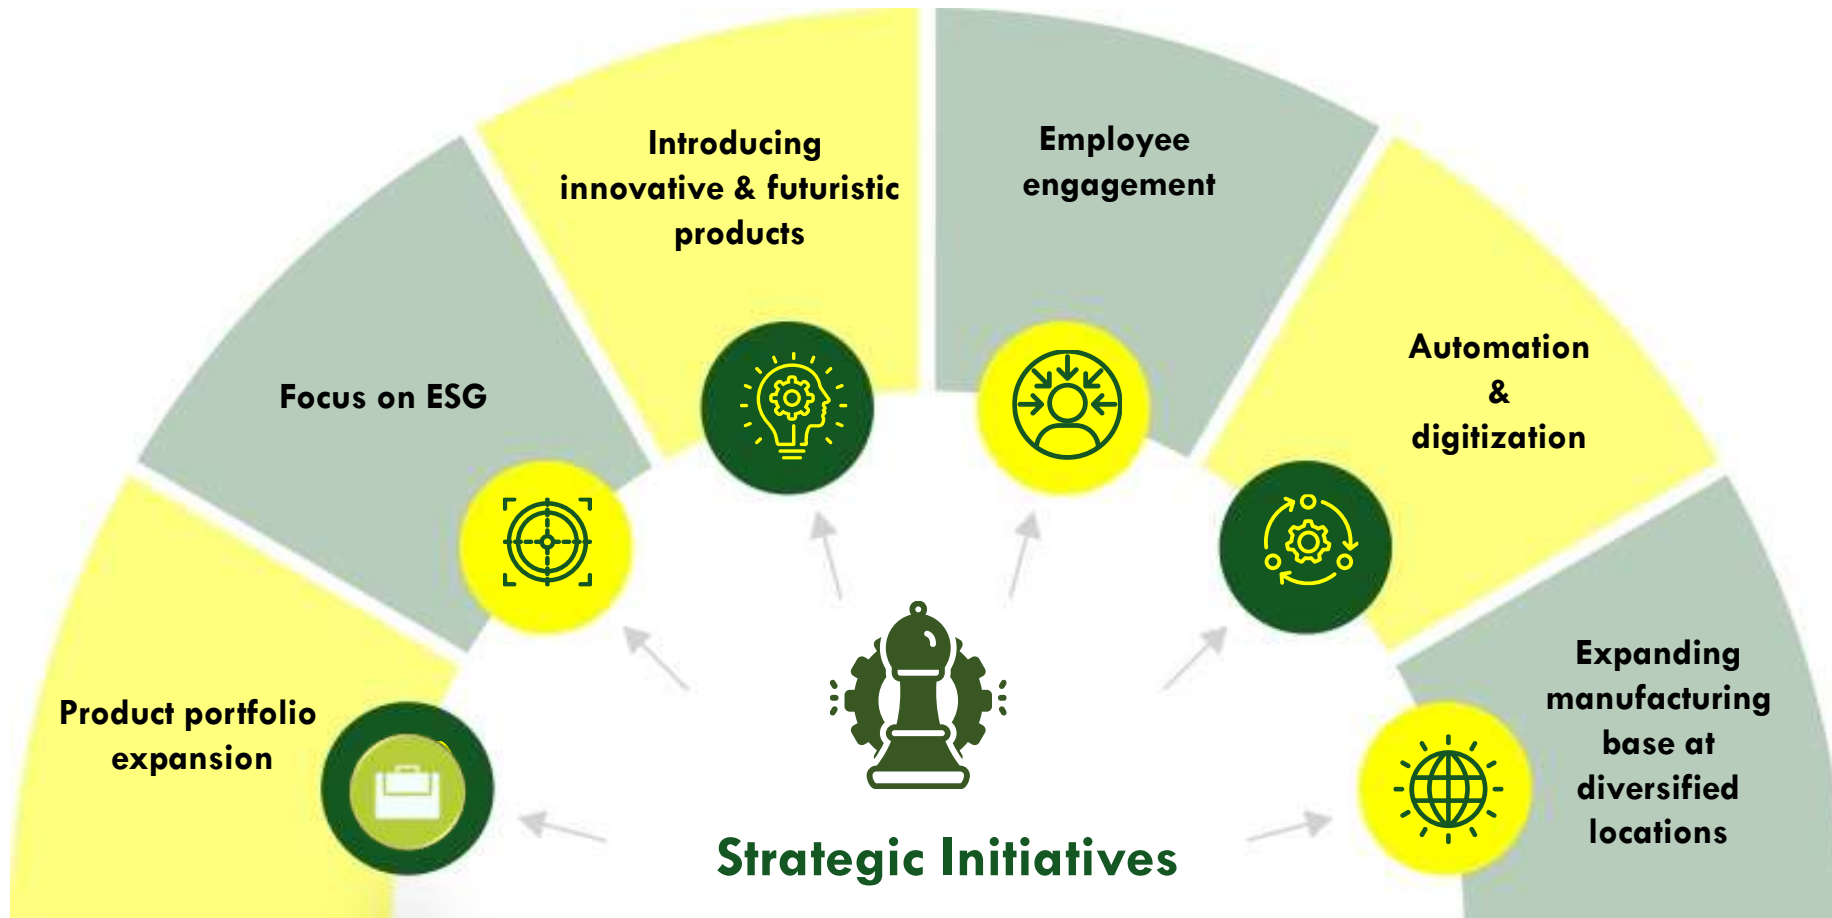 Introducing
innovative & futuristic
products
Employee
engagement
Focus on ESG
Automation
&
digitization
Product portfolio
expansion
Expanding
manufacturing
base at
diversified
locations
Strategic Initiatives